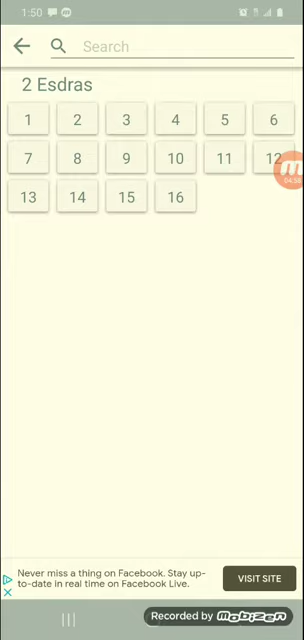 1:50
Search
2 Esdras
1 2 3 4 5 6
7 8 9 10 11 12
13 14 15 16
04:58
Never miss a thing on Facebook. Stay up-
to-date in real time on Facebook Live.
VISIT SITE
Recorded by Mobizen